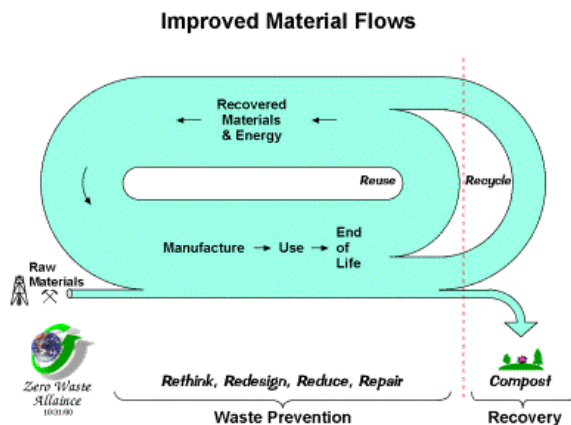 Improved Material Flows
Recovered
Materials
& Energy
Reuse
Recycle
Manufacture
Use
End
of
Life
Raw
Materials
Zero Waste
Allaince
Rethink, Redesign, Reduce, Repair
Compost
Waste Prevention
Recovery